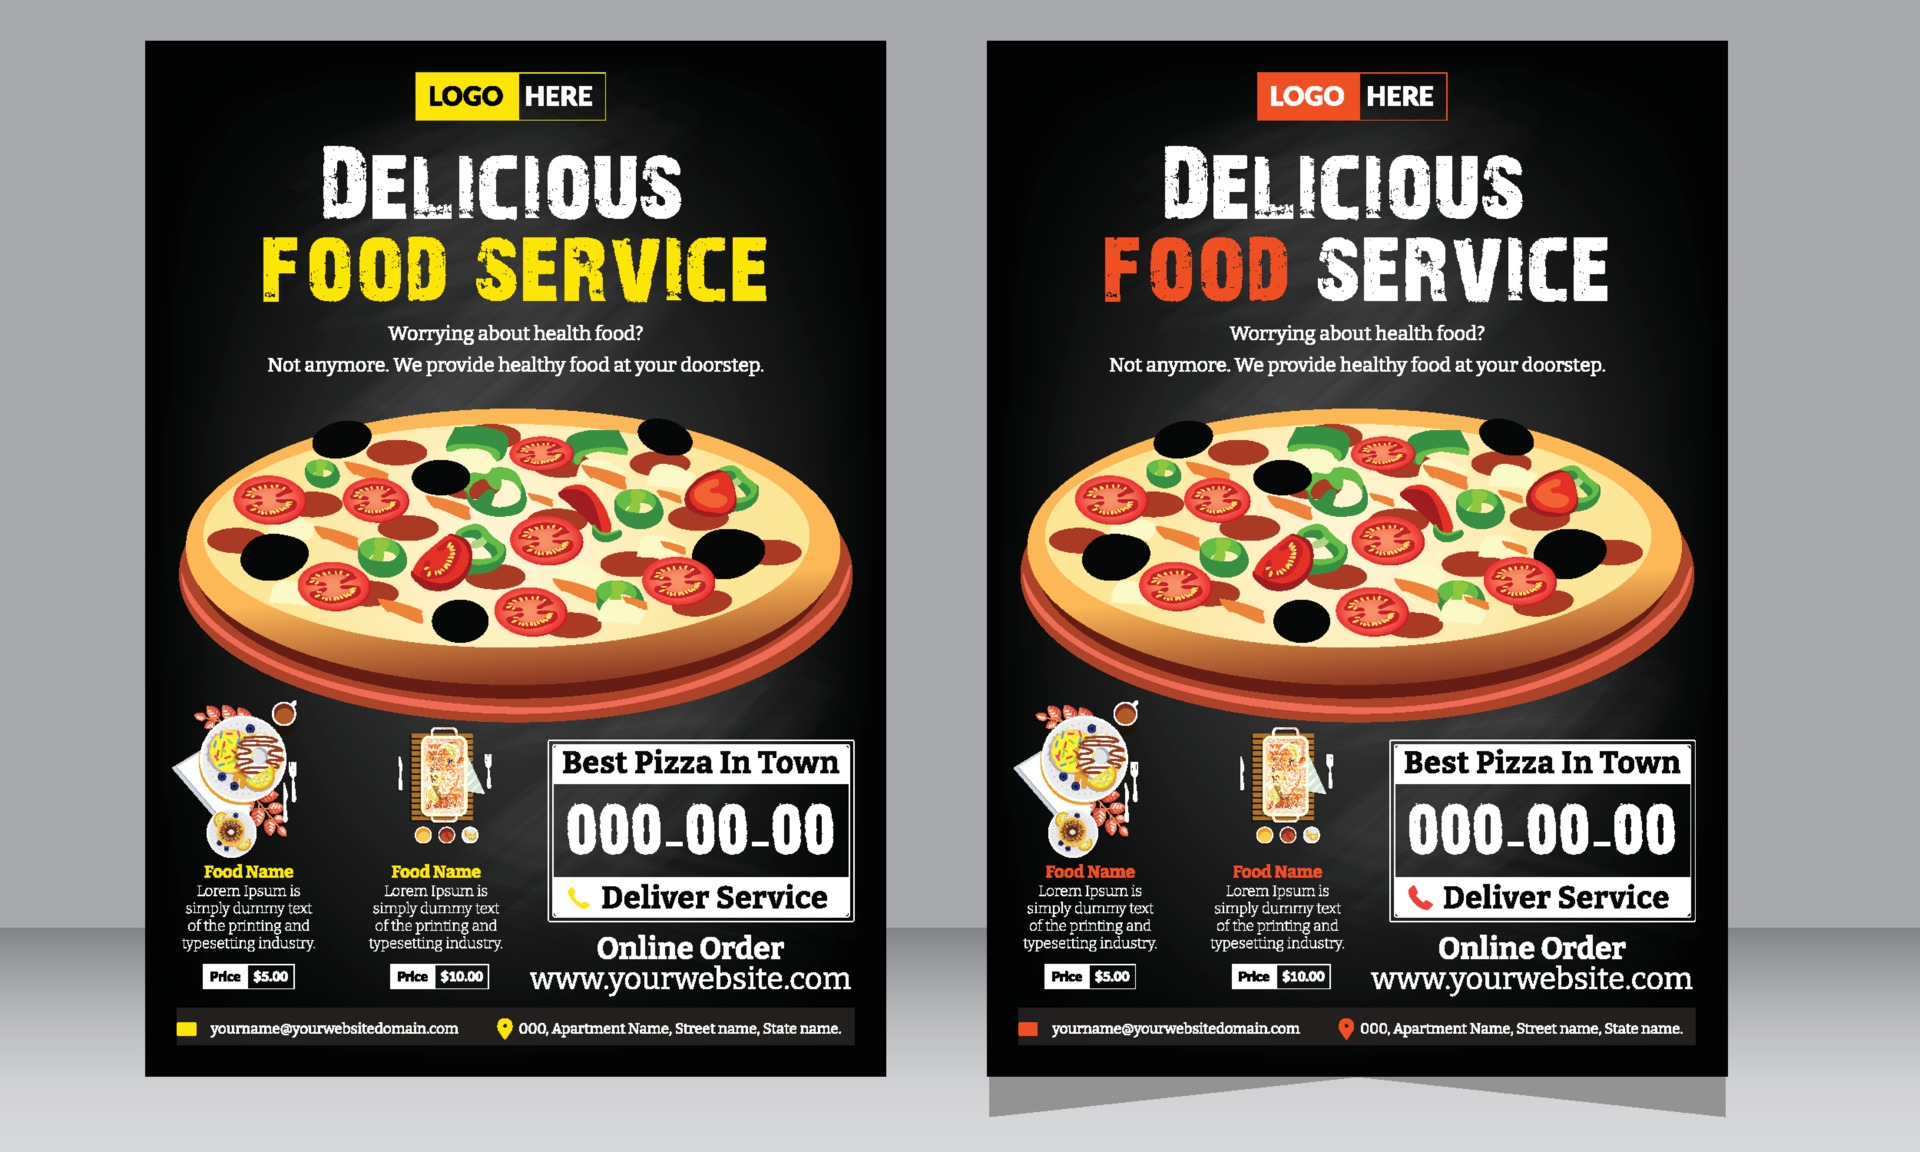 LOGO HERE
DELICIOUS
FOOD SERVICE
Worrying about health food?
Not anymore. We provide healthy food at your doorstep.
Food Name
Lorem Ipsum is
simply dummy text
of the printing and
typesetting industry.
Price $5.00
Food Name
Lorem Ipsum is
simply dummy text
of the printing and
typesetting industry.
Price $10.00
Best Pizza In Town
000-00-00
Deliver Service
Online Order
www.yourwebsite.com
yourname@yourwebsitedomain.com
000, Apartment Name, Street name, State name.
LOGO HERE
DELICIOUS
FOOD SERVICE
Worrying about health food?
Not anymore. We provide healthy food at your doorstep.
Food Name
Lorem Ipsum is
simply dummy text
of the printing and
typesetting industry.
Price $5.00
Food Name
Lorem Ipsum is
simply dummy text
of the printing and
typesetting industry.
Price $10.00
Best Pizza In Town
000-00-00
Deliver Service
Online Order
www.yourwebsite.com
yourname@yourwebsitedomain.com
000, Apartment Name, Street name, State name.